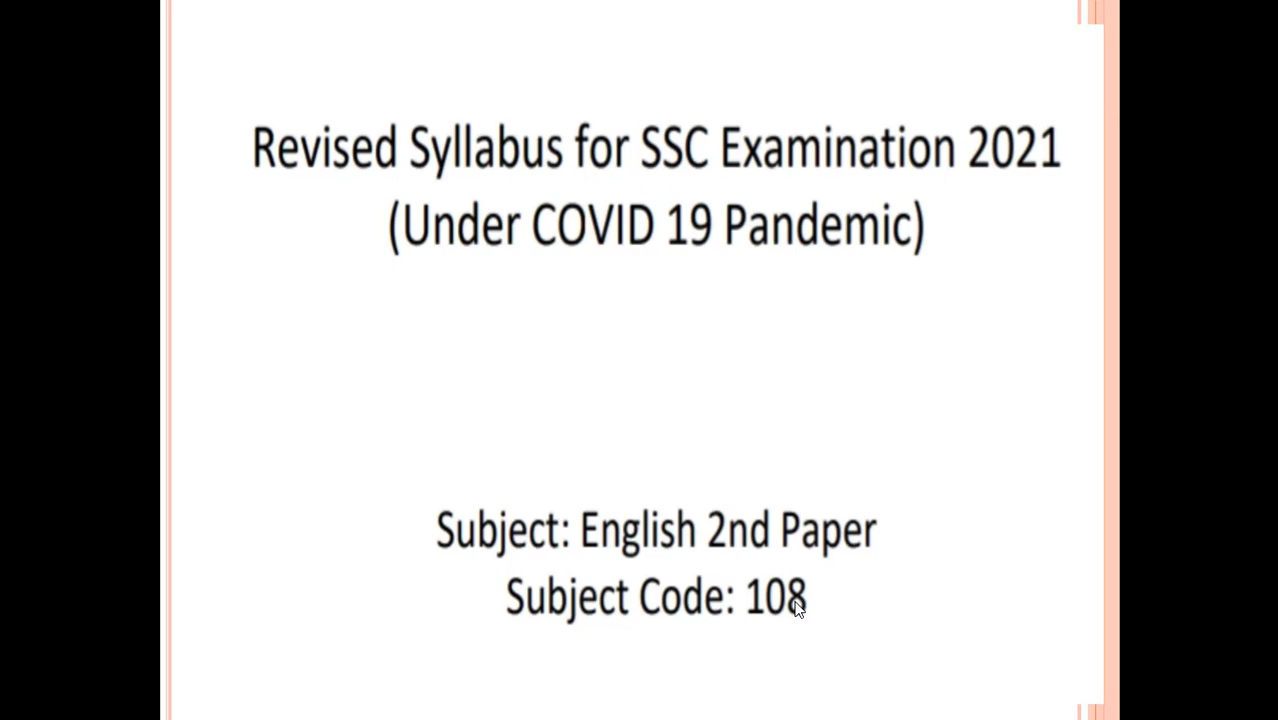 Revised Syllabus for SSC Examination 2021
(Under COVID 19 Pandemic)
Subject: English 2nd Paper
Subject Code: 108